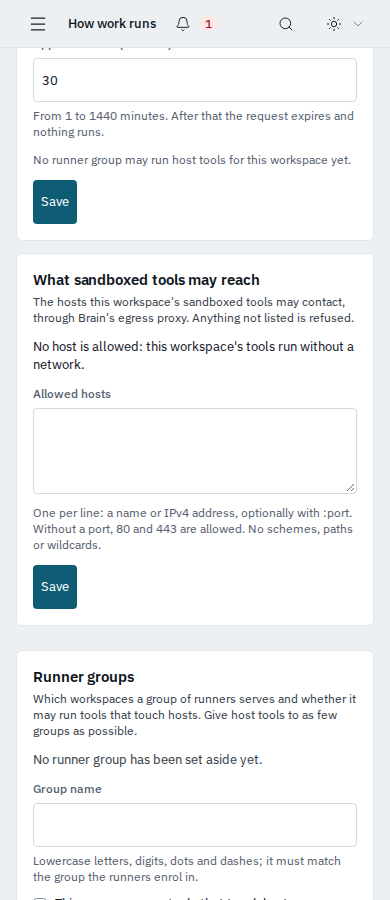 How work runs
1
30
From 1 to 1440 minutes. After that the request expires and
nothing runs.
No runner group may run host tools for this workspace yet.
Save
What sandboxed tools may reach
The hosts this workspace's sandboxed tools may contact,
through Brain's egress proxy. Anything not listed is refused.
No host is allowed: this workspace's tools run without a
network.
Allowed hosts
One per line: a name or IPv4 address, optionally with :port.
Without a port, 80 and 443 are allowed. No schemes, paths
or wildcards.
Save
Runner groups
Which workspaces a group of runners serves and whether it
may run tools that touch hosts. Give host tools to as few
groups as possible.
No runner group has been set aside yet.
Group name
Lowercase letters, digits, dots and dashes; it must match
the group the runners enrol in.